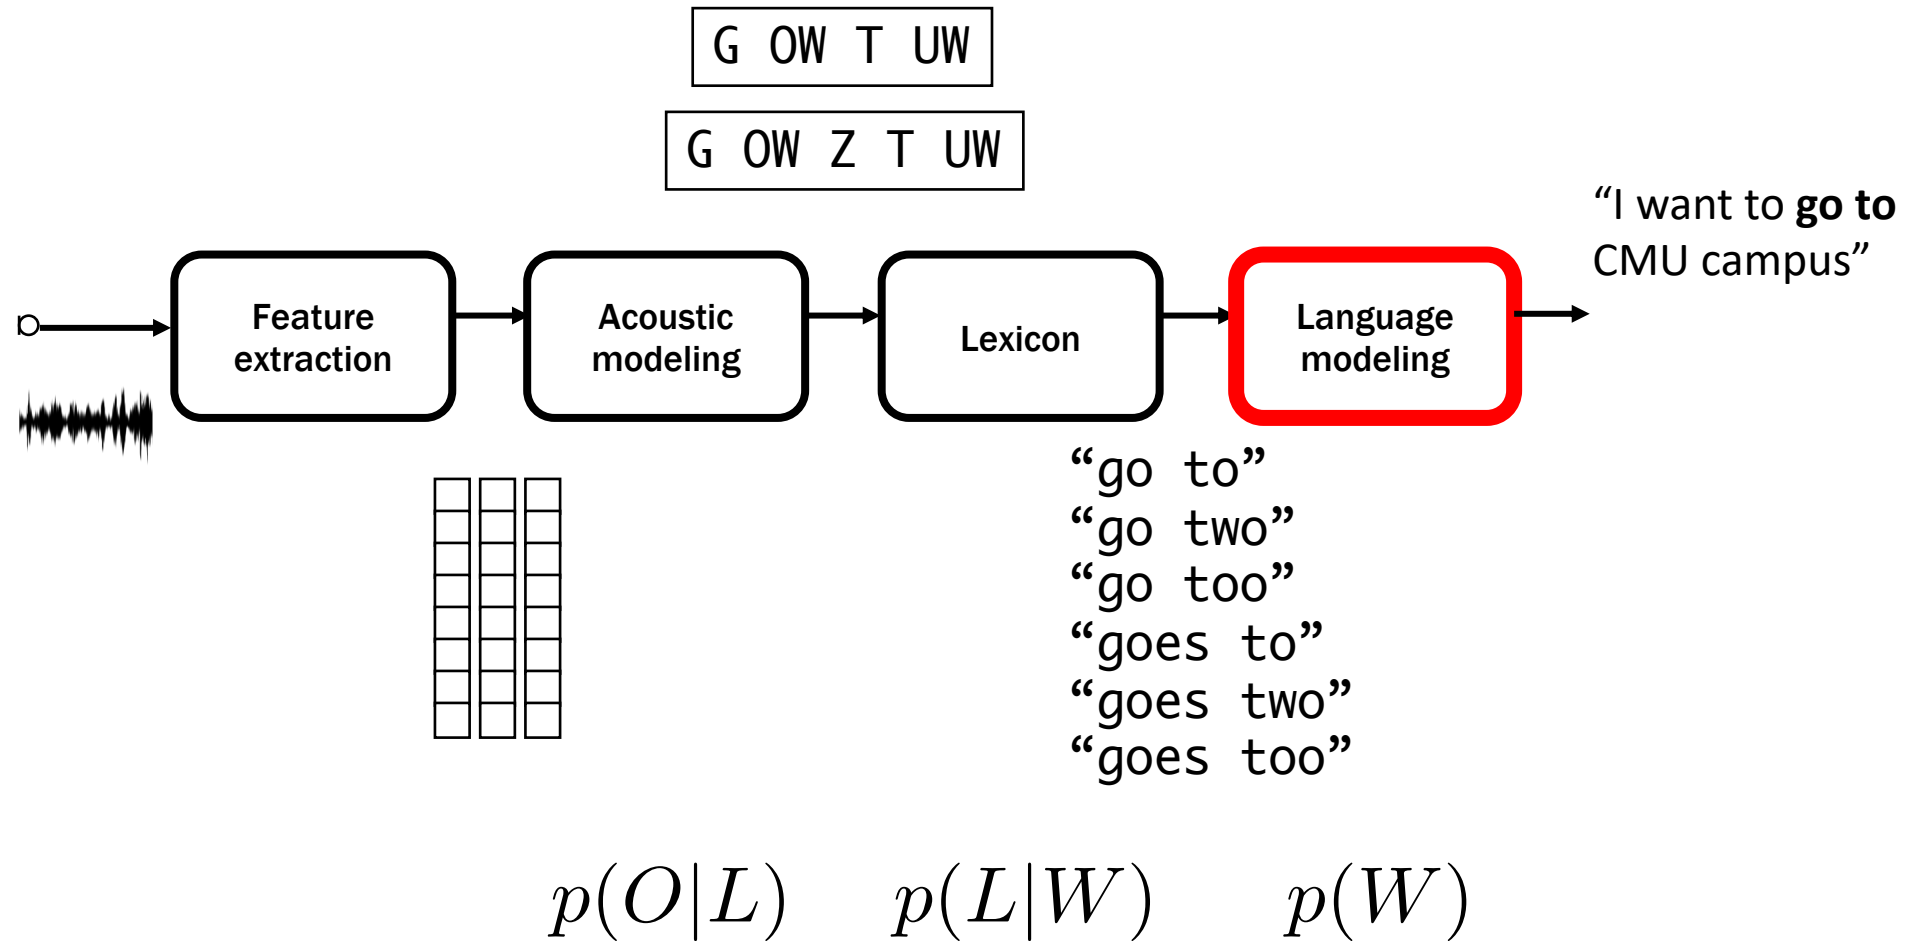 G OW T UW
G OW Z T UW
“I want to go to
CMU campus”
Feature
extraction
Acoustic
modeling
Lexicon
Language
modeling
“go to”
“go two”
“go too”
“goes to”
“goes two”
“goes too”
p(O|L) p(L|W) p(W)